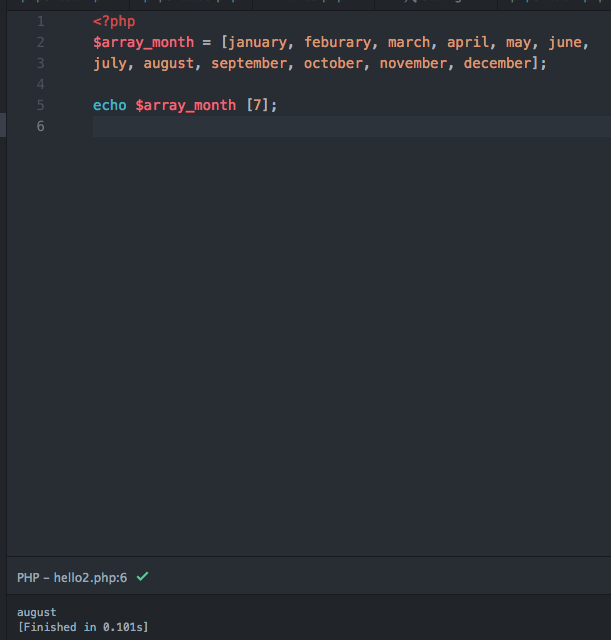 1 <?php
2 $array_month = [january, feburary, march, april, may, june,
3 july, august, september, october, november, december];
4
5 echo $array_month [7];
6
PHP – hello2.php:6
august
[Finished in 0.101s]